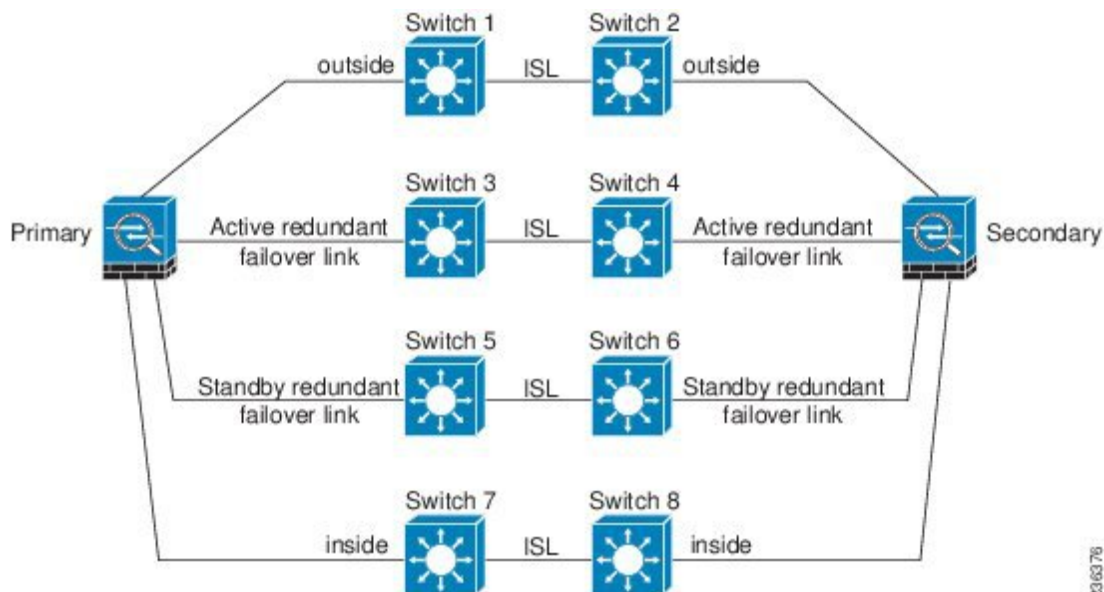 Switch 1
Switch 2
outside
ISL
outside
Switch 3
Switch 4
Primary
Active redundant
failover link
ISL
Active redundant
failover link
Secondary
Switch 5
Switch 6
Standby redundant
failover link
ISL
Standby redundant
failover link
Switch 7
Switch 8
inside
ISL
inside